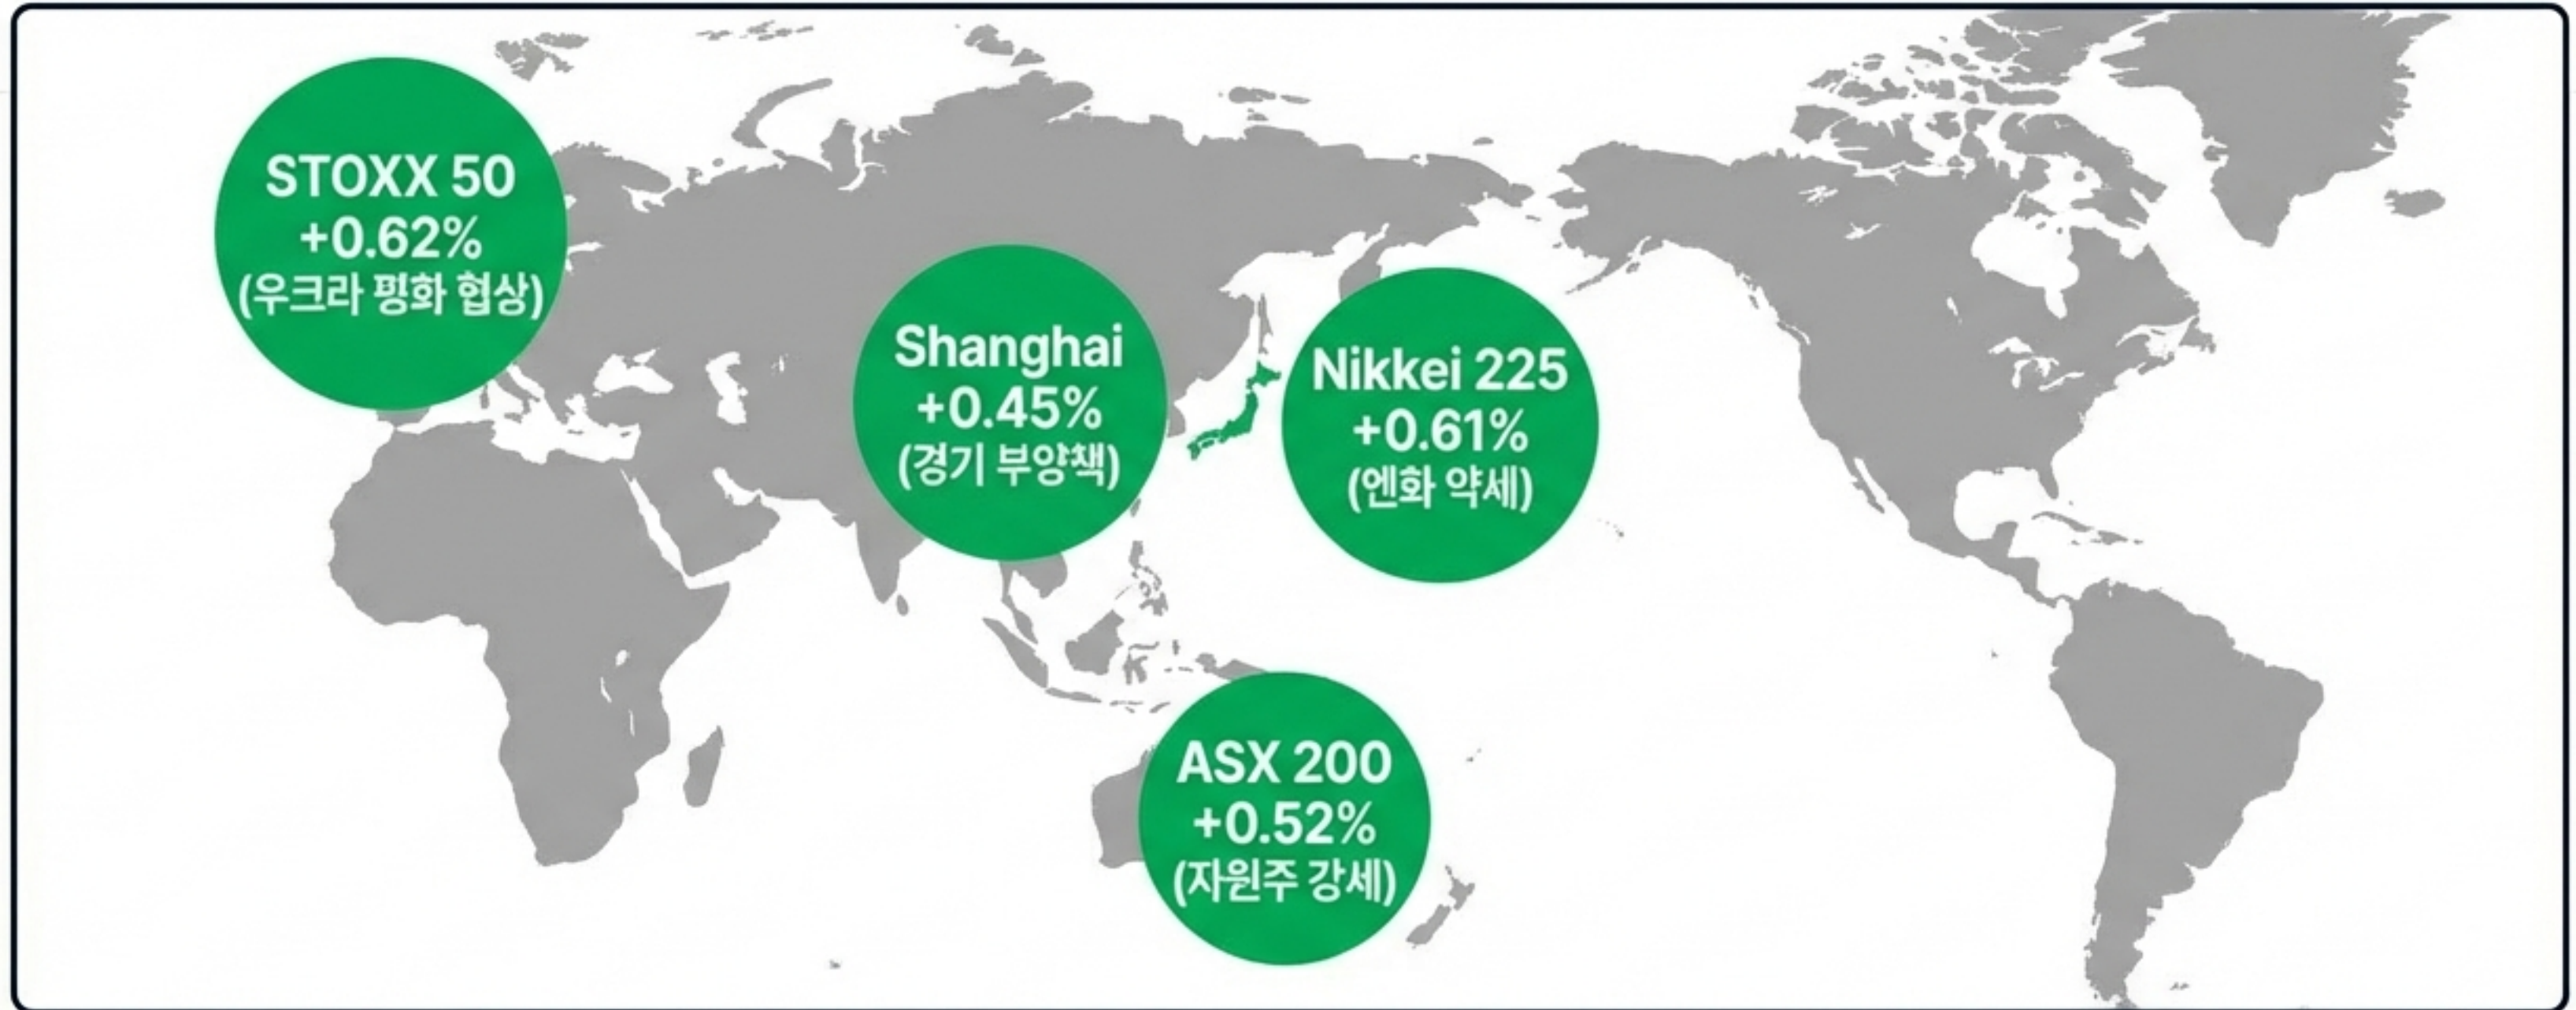 STOXX 50
+0.62%
(우크라 평화 협상)
Shanghai
+0.45%
(경기 부양책)
Nikkei 225
+0.61%
(엔화 약세)
ASX 200
+0.52%
(자원주 강세)